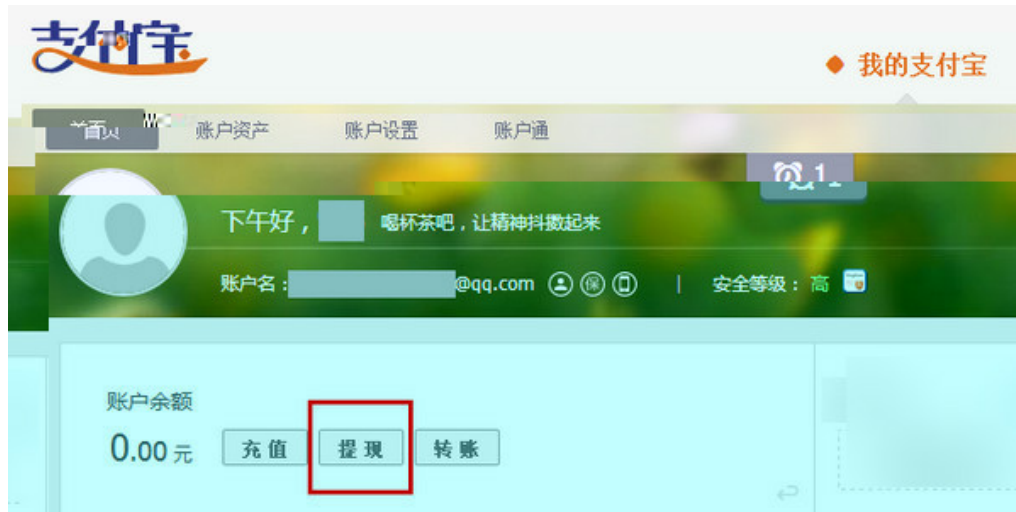 支付宝
我的支付宝
首页 账户资产 账户设置 账户通
1
下午好， 喝杯茶吧，让精神抖擞起来
账户名： @qq.com 保 | 安全等级：高
账户余额
0.00 元 充值 提现 转账